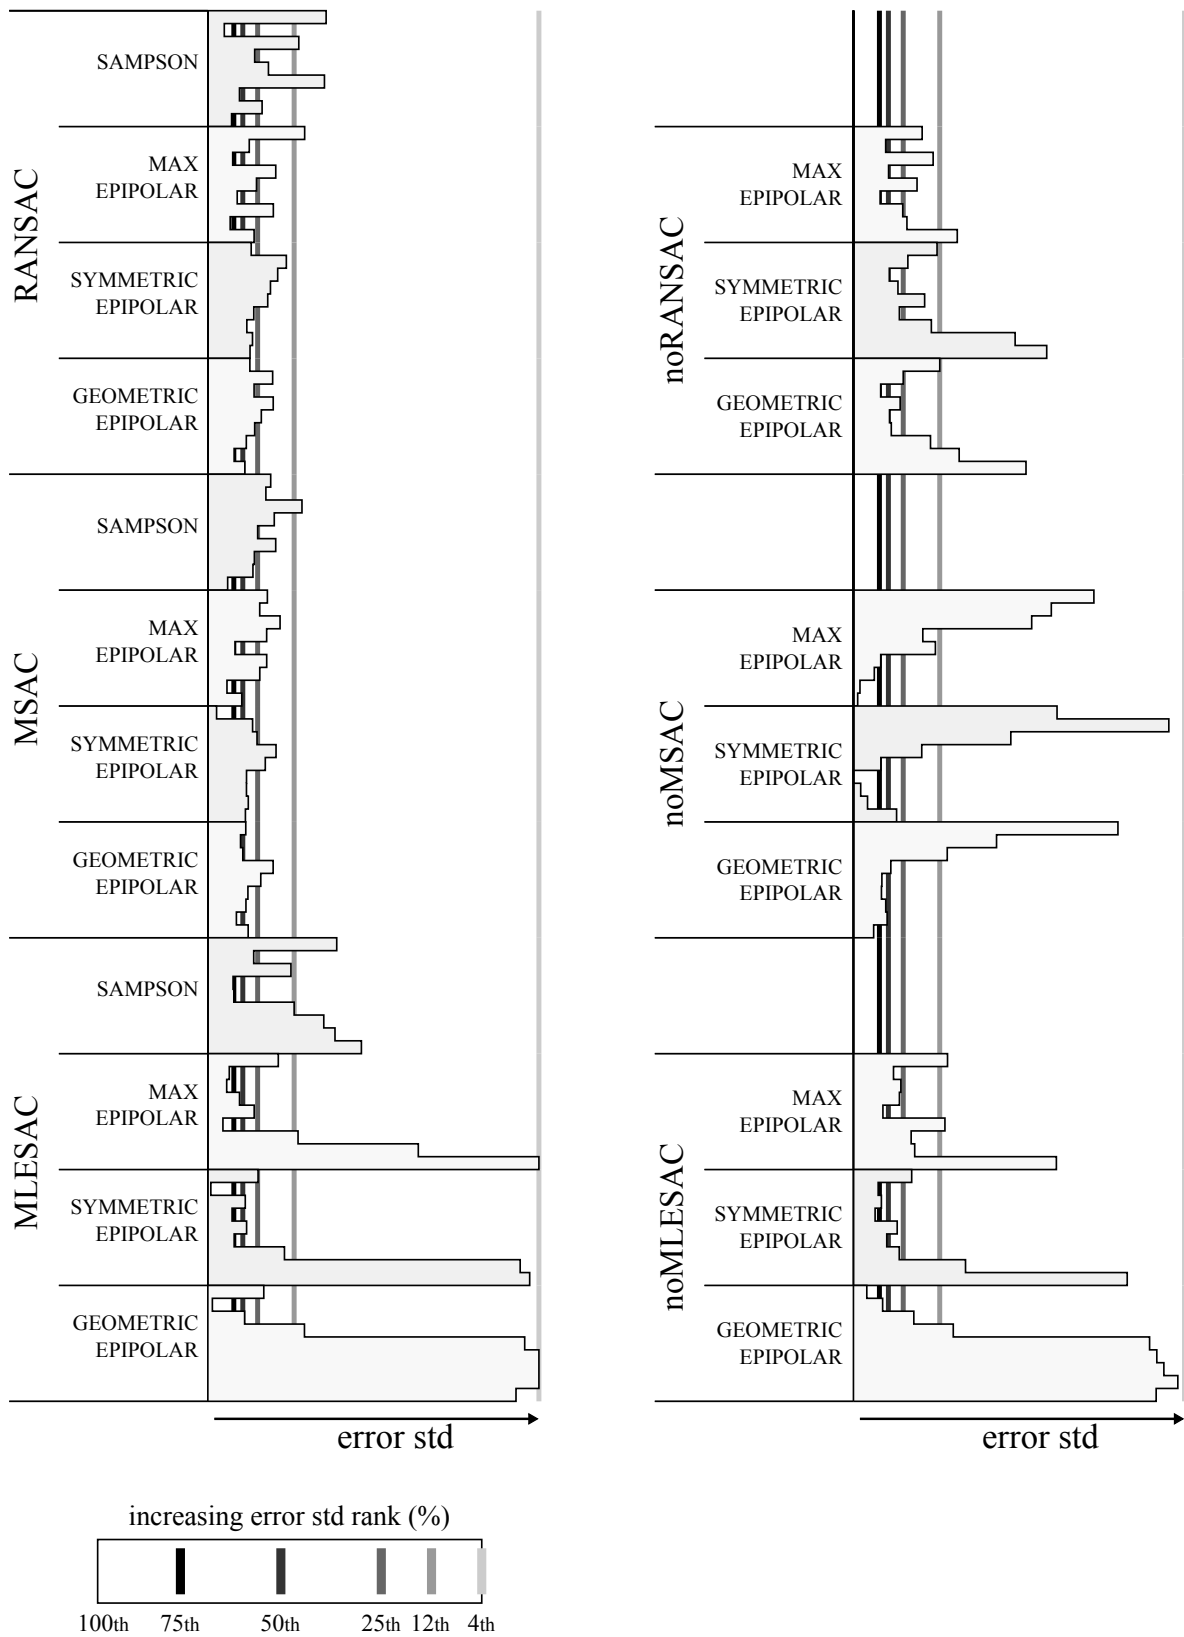 RANSAC
SAMPSON
MAX
EPIPOLAR
SYMMETRIC
EPIPOLAR
GEOMETRIC
EPIPOLAR
MSAC
SAMPSON
MAX
EPIPOLAR
SYMMETRIC
EPIPOLAR
GEOMETRIC
EPIPOLAR
MLESAC
SAMPSON
MAX
EPIPOLAR
SYMMETRIC
EPIPOLAR
GEOMETRIC
EPIPOLAR
error std
noRANSAC
MAX
EPIPOLAR
SYMMETRIC
EPIPOLAR
GEOMETRIC
EPIPOLAR
noMSAC
MAX
EPIPOLAR
SYMMETRIC
EPIPOLAR
GEOMETRIC
EPIPOLAR
noMLESAC
MAX
EPIPOLAR
SYMMETRIC
EPIPOLAR
GEOMETRIC
EPIPOLAR
error std
increasing error std rank (%)
100th 75th 50th 25th 12th 4th